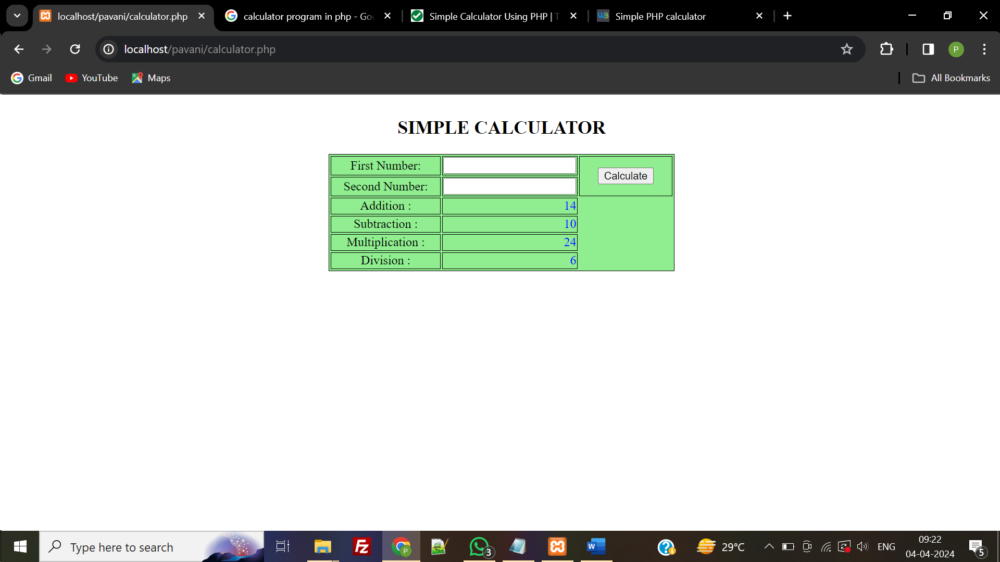 localhost/pavani/calculator.php
calculator program in php - Goo
Simple Calculator Using PHP | T
Simple PHP calculator
localhost/pavani/calculator.php
P
Gmail
YouTube
Maps
All Bookmarks
SIMPLE CALCULATOR
First Number:
Calculate
Second Number:
Addition : 14
Subtraction : 10
Multiplication : 24
Division : 6
Type here to search
3
29°C
ENG
09:22
04-04-2024
5